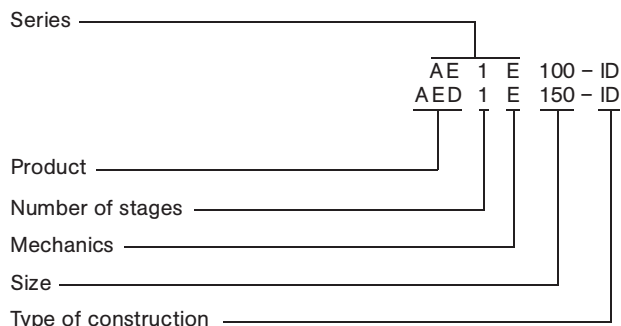 Series
AE 1 E 100 – ID
AED 1 E 150 – ID
Product
Number of stages
Mechanics
Size
Type of construction